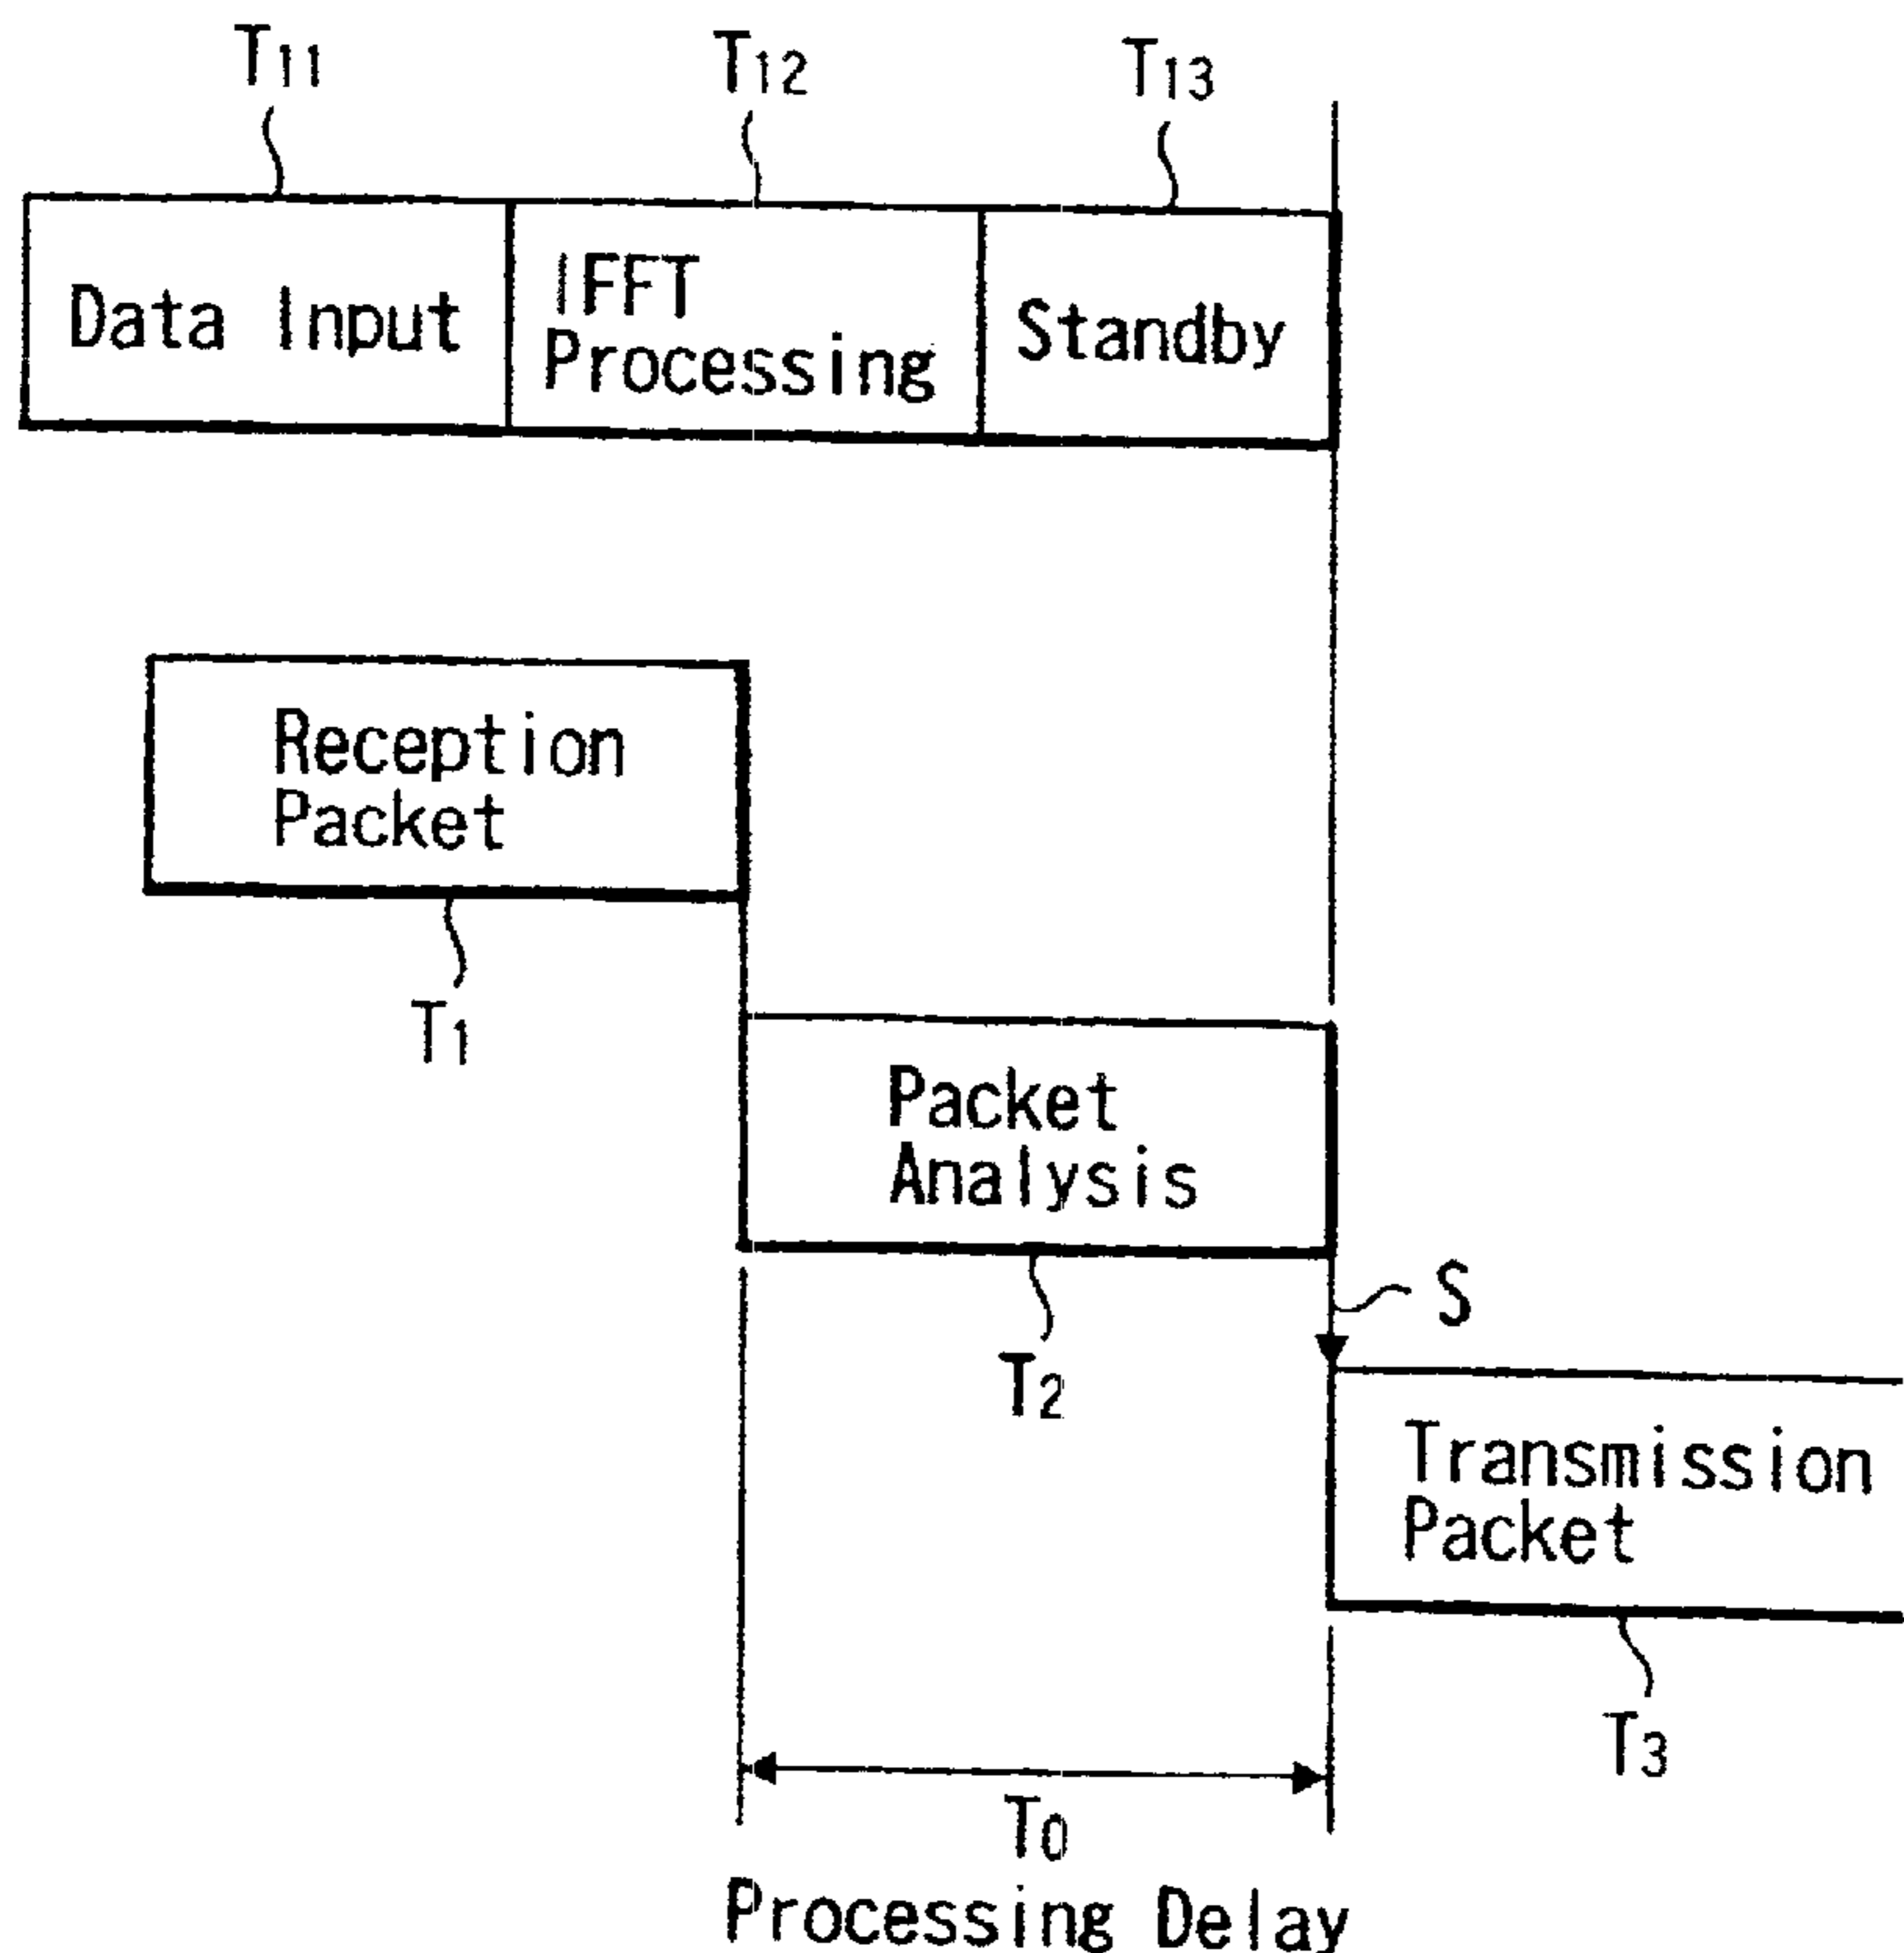 T11
T12
T13
Data Input
IFFT
Processing
Standby
Reception
Packet
T1
Packet
Analysis
S
T2
Transmission
Packet
T3
T0
Processing Delay